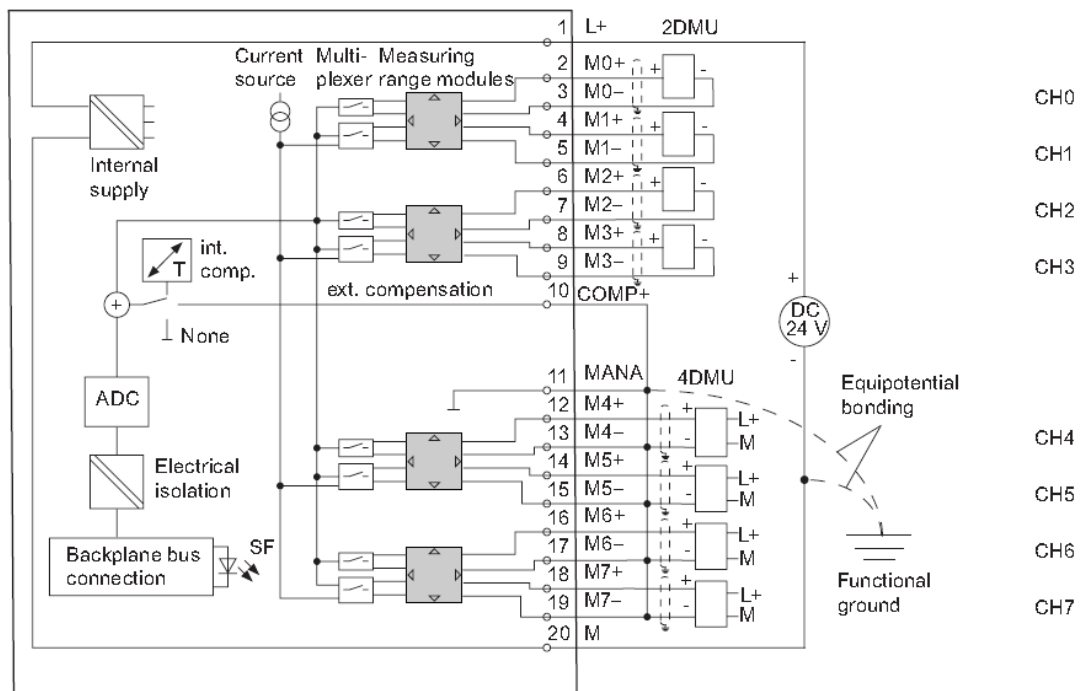 1 L+ 2DMU
Current source
Multi-plexer
Measuring range modules
2 M0+ + -
3 M0–
CH0
4 M1+ + -
5 M1–
CH1
Internal supply
6 M2+ + -
7 M2–
CH2
8 M3+ + -
9 M3–
CH3
T
int. comp.
ext. compensation
10 COMP+
+
None
+
DC
24 V
-
11 MANA 4DMU
Equipotential bonding
ADC
12 M4+ + L+
13 M4– - M
CH4
14 M5+ + L+
15 M5– - M
CH5
Electrical isolation
16 M6+ + L+
17 M6– - M
CH6
Backplane bus connection
SF
18 M7+ + L+
19 M7– - M
CH7
Functional ground
20 M